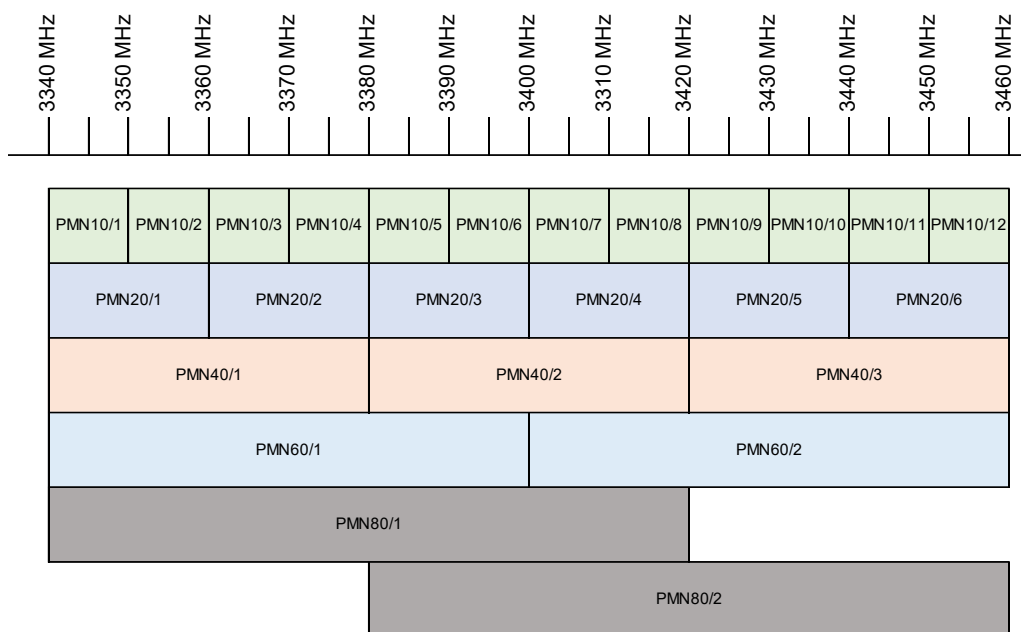 3340 MHz
3350 MHz
3360 MHz
3370 MHz
3380 MHz
3390 MHz
3400 MHz
3310 MHz
3420 MHz
3430 MHz
3440 MHz
3450 MHz
3460 MHz
PMN10/1 PMN10/2 PMN10/3 PMN10/4 PMN10/5 PMN10/6 PMN10/7 PMN10/8 PMN10/9 PMN10/10 PMN10/11 PMN10/12
PMN20/1 PMN20/2 PMN20/3 PMN20/4 PMN20/5 PMN20/6
PMN40/1 PMN40/2 PMN40/3
PMN60/1 PMN60/2
PMN80/1
PMN80/2